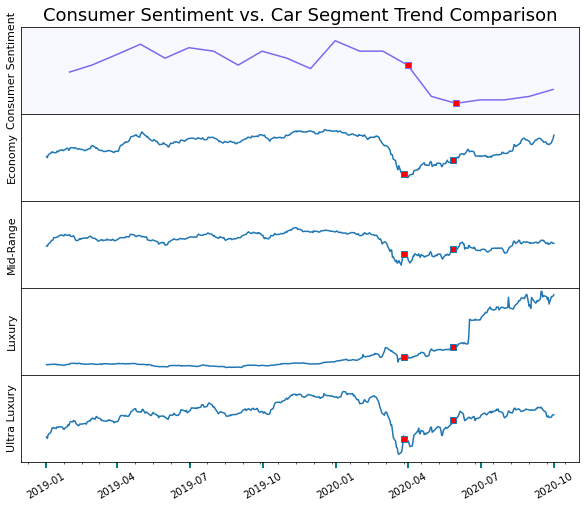 Consumer Sentiment vs. Car Segment Trend Comparison
Consumer Sentiment
Economy
Mid-Range
Luxury
Ultra Luxury
2019-01
2019-04
2019-07
2019-10
2020-01
2020-04
2020-07
2020-10